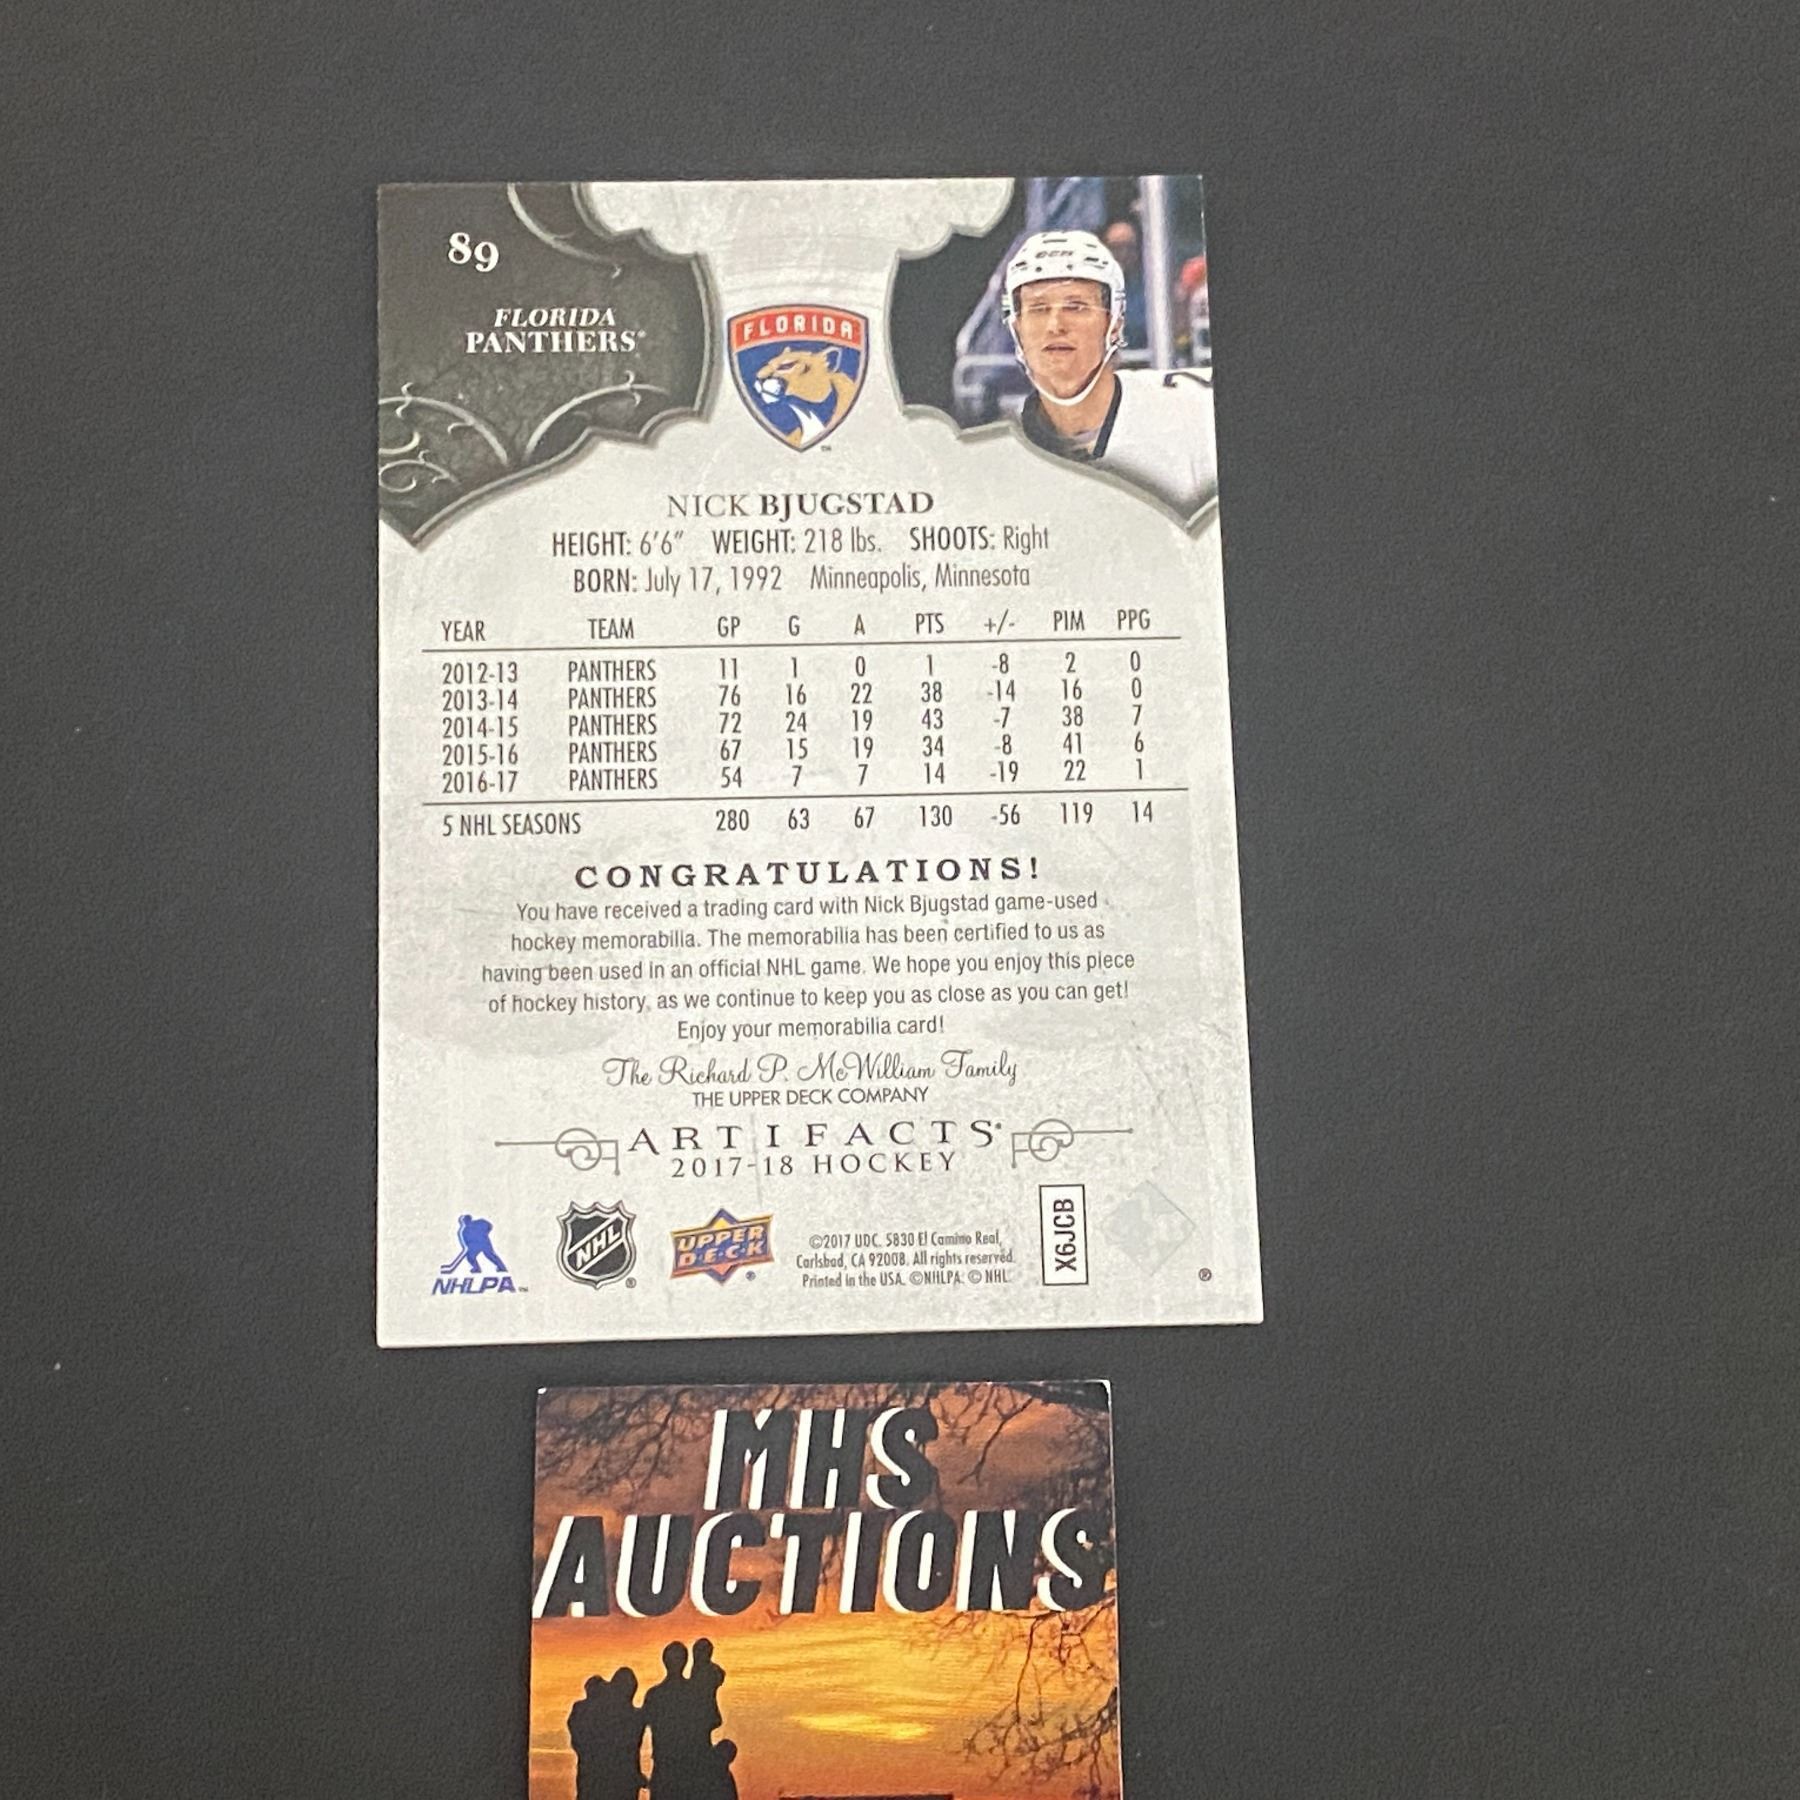 89
FLORIDA
PANTHERS®
FLORIDA
™
CCM
NICK BJUGSTAD
HEIGHT: 6'6" WEIGHT: 218 lbs. SHOOTS: Right
BORN: July 17, 1992 Minneapolis, Minnesota
YEAR TEAM GP G A PTS +/- PIM PPG
2012-13 PANTHERS 11 1 0 1 -8 2 0
2013-14 PANTHERS 76 16 22 38 -14 16 0
2014-15 PANTHERS 72 24 19 43 -7 38 7
2015-16 PANTHERS 67 15 19 34 -8 41 6
2016-17 PANTHERS 54 7 7 14 -19 22 1
5 NHL SEASONS 280 63 67 130 -56 119 14
CONGRATULATIONS!
You have received a trading card with Nick Bjugstad game-used
hockey memorabilia. The memorabilia has been certified to us as
having been used in an official NHL game. We hope you enjoy this piece
of hockey history, as we continue to keep you as close as you can get!
Enjoy your memorabilia card!
The Richard P. McWilliam Family
THE UPPER DECK COMPANY
ARTIFACTS®
2017-18 HOCKEY
NHLPA™
NHL ®
UPPER
D·E·C·K ®
©2017 UDC. 5830 El Camino Real,
Carlsbad, CA 92008. All rights reserved.
Printed in the USA. ©NHLPA. © NHL.
X6JCB
®
MHS
AUCTIONS